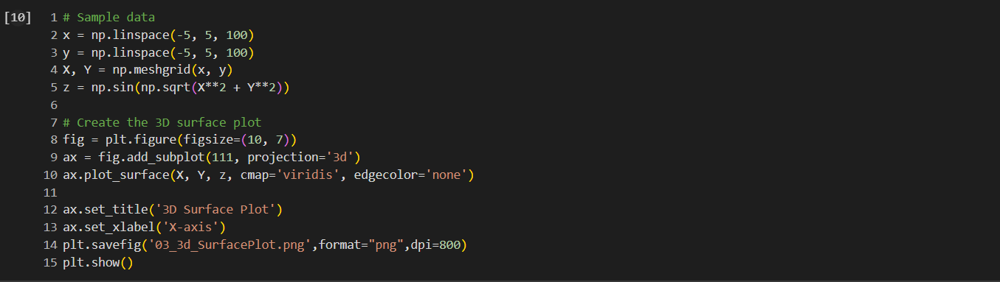 [10] 1 # Sample data
2 x = np.linspace(-5, 5, 100)
3 y = np.linspace(-5, 5, 100)
4 X, Y = np.meshgrid(x, y)
5 z = np.sin(np.sqrt(X**2 + Y**2))
6
7 # Create the 3D surface plot
8 fig = plt.figure(figsize=(10, 7))
9 ax = fig.add_subplot(111, projection='3d')
10 ax.plot_surface(X, Y, z, cmap='viridis', edgecolor='none')
11
12 ax.set_title('3D Surface Plot')
13 ax.set_xlabel('X-axis')
14 plt.savefig('03_3d_SurfacePlot.png',format="png",dpi=800)
15 plt.show()